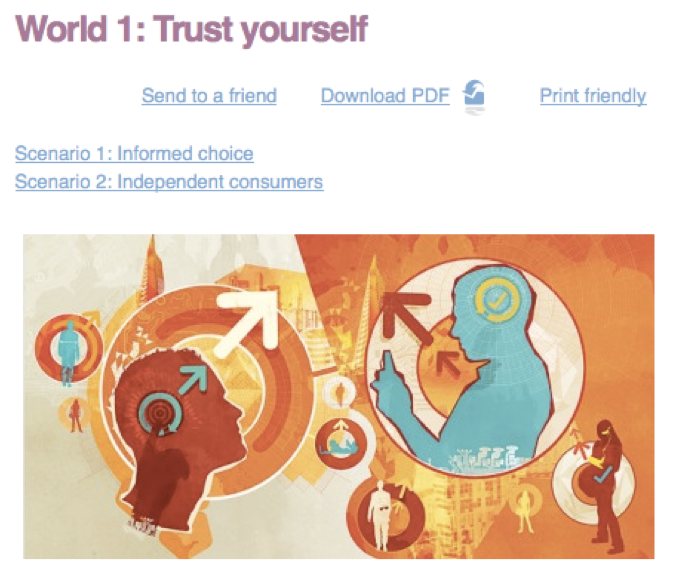 World 1: Trust yourself
Send to a friend Download PDF Print friendly
Scenario 1: Informed choice
Scenario 2: Independent consumers